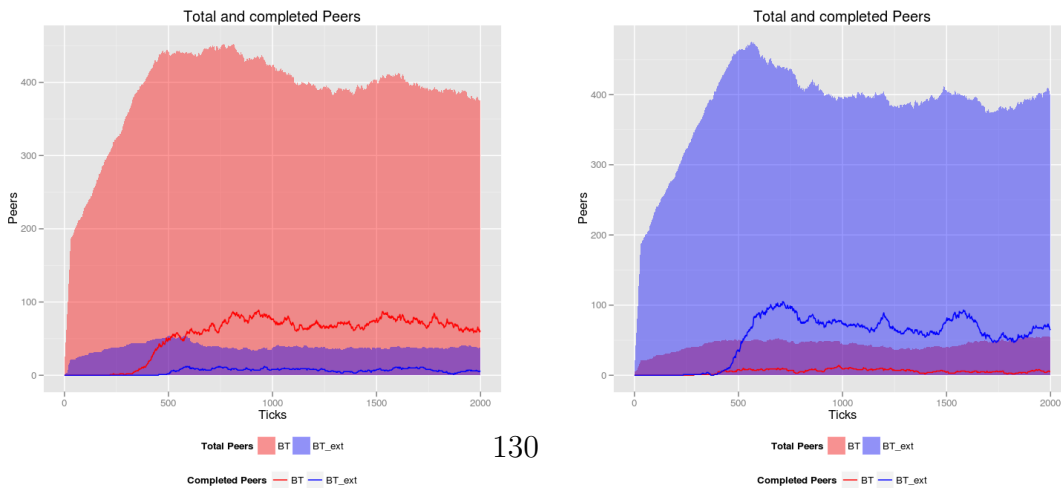 Total and completed Peers
400
300
200
100
0
Peers
0 500 1000 1500 2000
Ticks
Total Peers BT BT_ext
Completed Peers BT BT_ext
130
Total and completed Peers
400
300
200
100
0
Peers
0 500 1000 1500 2000
Ticks
Total Peers BT BT_ext
Completed Peers BT BT_ext